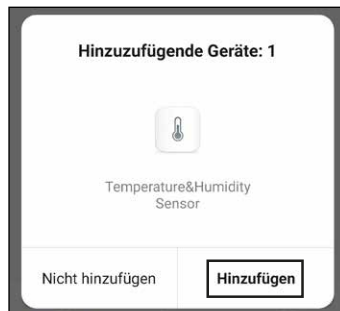 Hinzuzufügende Geräte: 1
Temperature&Humidity
Sensor
Nicht hinzufügen
Hinzufügen